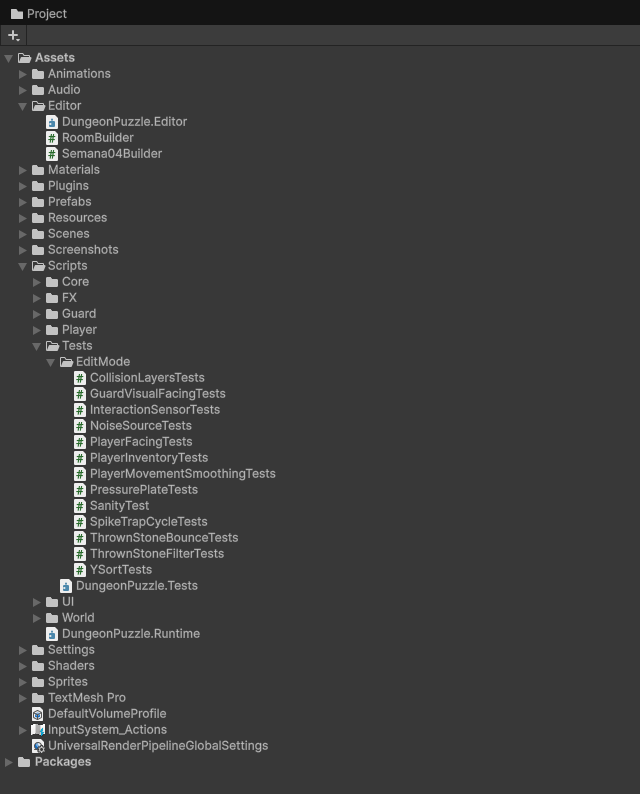 Project
Assets
Animations
Audio
Editor
DungeonPuzzle.Editor
RoomBuilder
Semana04Builder
Materials
Plugins
Prefabs
Resources
Scenes
Screenshots
Scripts
Core
FX
Guard
Player
Tests
EditMode
CollisionLayersTests
GuardVisualFacingTests
InteractionSensorTests
NoiseSourceTests
PlayerFacingTests
PlayerInventoryTests
PlayerMovementSmoothingTests
PressurePlateTests
SanityTest
SpikeTrapCycleTests
ThrownStoneBounceTests
ThrownStoneFilterTests
YSortTests
DungeonPuzzle.Tests
UI
World
DungeonPuzzle.Runtime
Settings
Shaders
Sprites
TextMesh Pro
DefaultVolumeProfile
InputSystem_Actions
UniversalRenderPipelineGlobalSettings
Packages